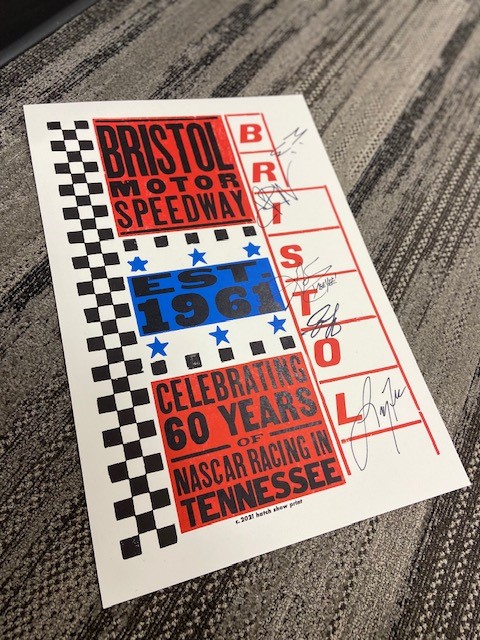 BRISTOL
MOTOR
SPEEDWAY
EST.
1961
CELEBRATING
60 YEARS
OF
NASCAR RACING IN
TENNESSEE
c. 2021 hatch show print
B
R
I
S
T
O
L